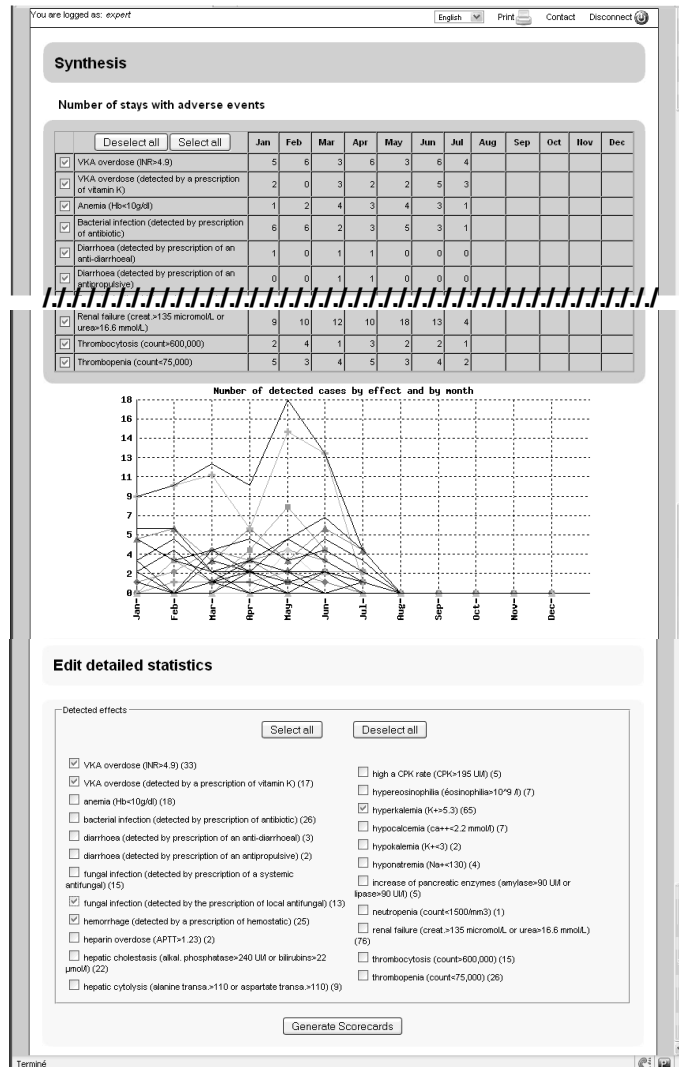 You are logged as: expert English Print Contact Disconnect
Synthesis
Number of stays with adverse events
Deselect all Select all Jan Feb Mar Apr May Jun Jul Aug Sep Oct Nov Dec
VKA overdose (INR>4.9) 5 6 3 6 3 6 4
VKA overdose (detected by a prescription of vitamin K) 2 0 3 2 2 5 3
Anemia (Hb<10g/dl) 1 2 4 3 4 3 1
Bacterial infection (detected by prescription of antibiotic) 6 6 2 3 5 3 1
Diarrhoea (detected by prescription of an anti-diarrhoeal) 1 0 1 1 0 0 0
Diarrhoea (detected by prescription of an antipropulsive) 0 0 1 1 0 0 0
Renal failure (creat.>135 micromol/L or urea>16.6 mmol/L) 9 10 12 10 18 13 4
Thrombocytosis (count>600,000) 2 4 1 3 2 2 1
Thrombopenia (count<75,000) 5 3 4 5 3 4 2
Number of detected cases by effect and by month
18
16
14
13
11
9
7
5
4
2
0
Jan Feb Mar Apr May Jun Jul Aug Sep Oct Nov Dec
Edit detailed statistics
Detected effects
Select all Deselect all
VKA overdose (INR>4.9) (33)
VKA overdose (detected by a prescription of vitamin K) (17)
anemia (Hb<10g/dl) (18)
bacterial infection (detected by prescription of antibiotic) (26)
diarrhoea (detected by prescription of an anti-diarrhoeal) (3)
diarrhoea (detected by prescription of an antipropulsive) (2)
fungal infection (detected by prescription of a systemic
antifungal) (15)
fungal infection (detected by the prescription of local antifungal) (13)
hemorrhage (detected by a prescription of hemostatic) (25)
heparin overdose (APTT>1.23) (2)
hepatic cholestasis (alkal. phosphatase>240 UI/l or bilirubins>22
µmol/l) (22)
hepatic cytolysis (alanine transa.>110 or aspartate transa.>110) (9)
high a CPK rate (CPK>195 UI/l) (5)
hypereosinophilia (éosinophilia>10^9 /l) (7)
hyperkalemia (K+>5.3) (65)
hypocalcemia (ca++<2.2 mmol/l) (7)
hypokalemia (K+<3) (2)
hyponatremia (Na+<130) (4)
increase of pancreatic enzymes (amylase>90 UI/l or
lipase>90 UI/l) (5)
neutropenia (count<1500/mm3) (1)
renal failure (creat.>135 micromol/L or urea>16.6 mmol/L)
(76)
thrombocytosis (count>600,000) (15)
thrombopenia (count<75,000) (26)
Generate Scorecards
Terminé